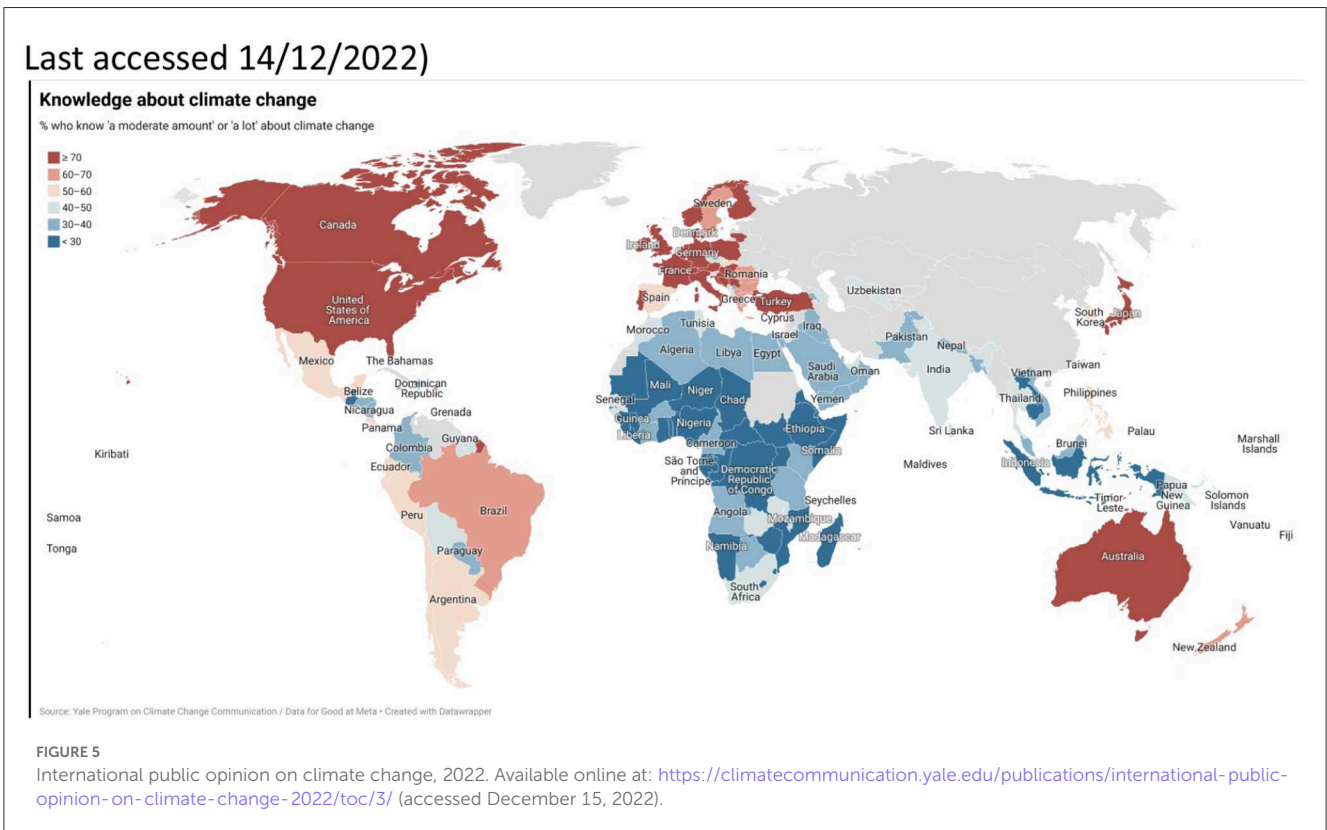 Last accessed 14/12/2022)
Knowledge about climate change
% who know 'a moderate amount' or 'a lot' about climate change
≥ 70
60–70
50–60
40–50
30–40
< 30
Canada
United
States of
America
Mexico
The Bahamas
Belize
Dominican
Republic
Nicaragua
Grenada
Panama
Guyana
Colombia
Ecuador
Peru
Brazil
Paraguay
Argentina
Kiribati
Samoa
Tonga
Sweden
Denmark
Ireland
Germany
France
Romania
Spain
Greece
Turkey
Cyprus
Morocco
Tunisia
Israel
Iraq
Algeria
Libya
Egypt
Saudi
Arabia
Oman
Yemen
Mali
Niger
Chad
Senegal
Guinea
Nigeria
Liberia
Ethiopia
Cameroon
Somalia
São Tomé
and
Príncipe
Democratic
Republic
of Congo
Seychelles
Angola
Mozambique
Madagascar
Namibia
South
Africa
Uzbekistan
Pakistan
Nepal
India
South
Korea
Japan
Taiwan
Vietnam
Thailand
Philippines
Sri Lanka
Palau
Maldives
Brunei
Indonesia
Marshall
Islands
Timor-
Leste
Papua
New
Guinea
Solomon
Islands
Vanuatu
Fiji
Australia
New Zealand
Source: Yale Program on Climate Change Communication / Data for Good at Meta • Created with Datawrapper
FIGURE 5
International public opinion on climate change, 2022. Available online at: https://climatecommunication.yale.edu/publications/international-public-
opinion-on-climate-change-2022/toc/3/ (accessed December 15, 2022).